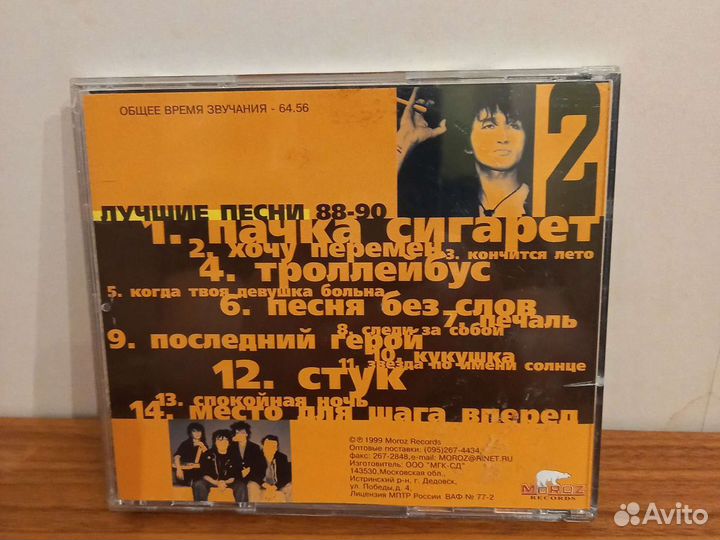 ОБЩЕЕ ВРЕМЯ ЗВУЧАНИЯ - 64.56
2
ЛУЧШИЕ ПЕСНИ 88-90
1. пачка сигарет
2. хочу перемен
3. кончится лето
4. троллейбус
5. когда твоя девушка больна
6. песня без слов
7. печаль
8. следи за собой
9. последний герой
10. кукушка
11. звезда по имени солнце
12. стук
13. спокойная ночь
14. место для шага вперед
©℗ 1999 Moroz Records
Оптовые поставки: (095)267-4434,
факс: 267-2848,e-mail: MOROZ@RINET.RU
Изготовитель: ООО "МГК-СД"
143530,Московская обл.,
Истринский р-н, г. Дедовск,
ул. Победы,д. 4,
Лицензия МПТР России ВАФ № 77-2
MOROZ
RECORDS
Avito